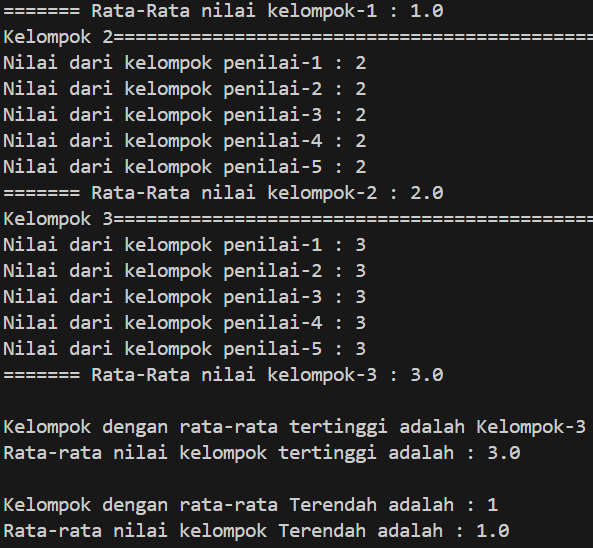 ======= Rata-Rata nilai kelompok-1 : 1.0
Kelompok 2============================================
Nilai dari kelompok penilai-1 : 2
Nilai dari kelompok penilai-2 : 2
Nilai dari kelompok penilai-3 : 2
Nilai dari kelompok penilai-4 : 2
Nilai dari kelompok penilai-5 : 2
======= Rata-Rata nilai kelompok-2 : 2.0
Kelompok 3============================================
Nilai dari kelompok penilai-1 : 3
Nilai dari kelompok penilai-2 : 3
Nilai dari kelompok penilai-3 : 3
Nilai dari kelompok penilai-4 : 3
Nilai dari kelompok penilai-5 : 3
======= Rata-Rata nilai kelompok-3 : 3.0
Kelompok dengan rata-rata tertinggi adalah Kelompok-3
Rata-rata nilai kelompok tertinggi adalah : 3.0
Kelompok dengan rata-rata Terendah adalah : 1
Rata-rata nilai kelompok Terendah adalah : 1.0